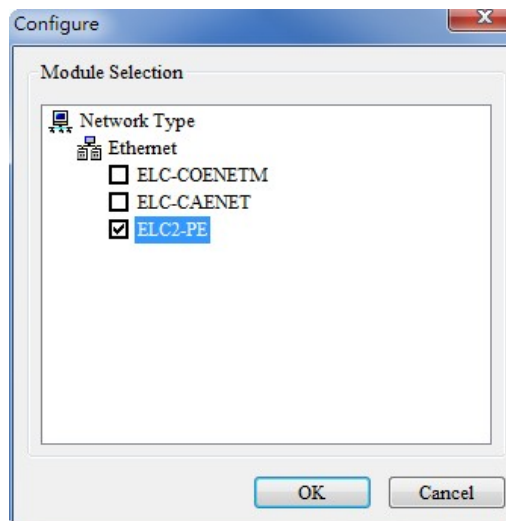 Configure
Module Selection
Network Type
Ethernet
ELC-COENETM
ELC-CAENET
ELC2-PE
OK
Cancel